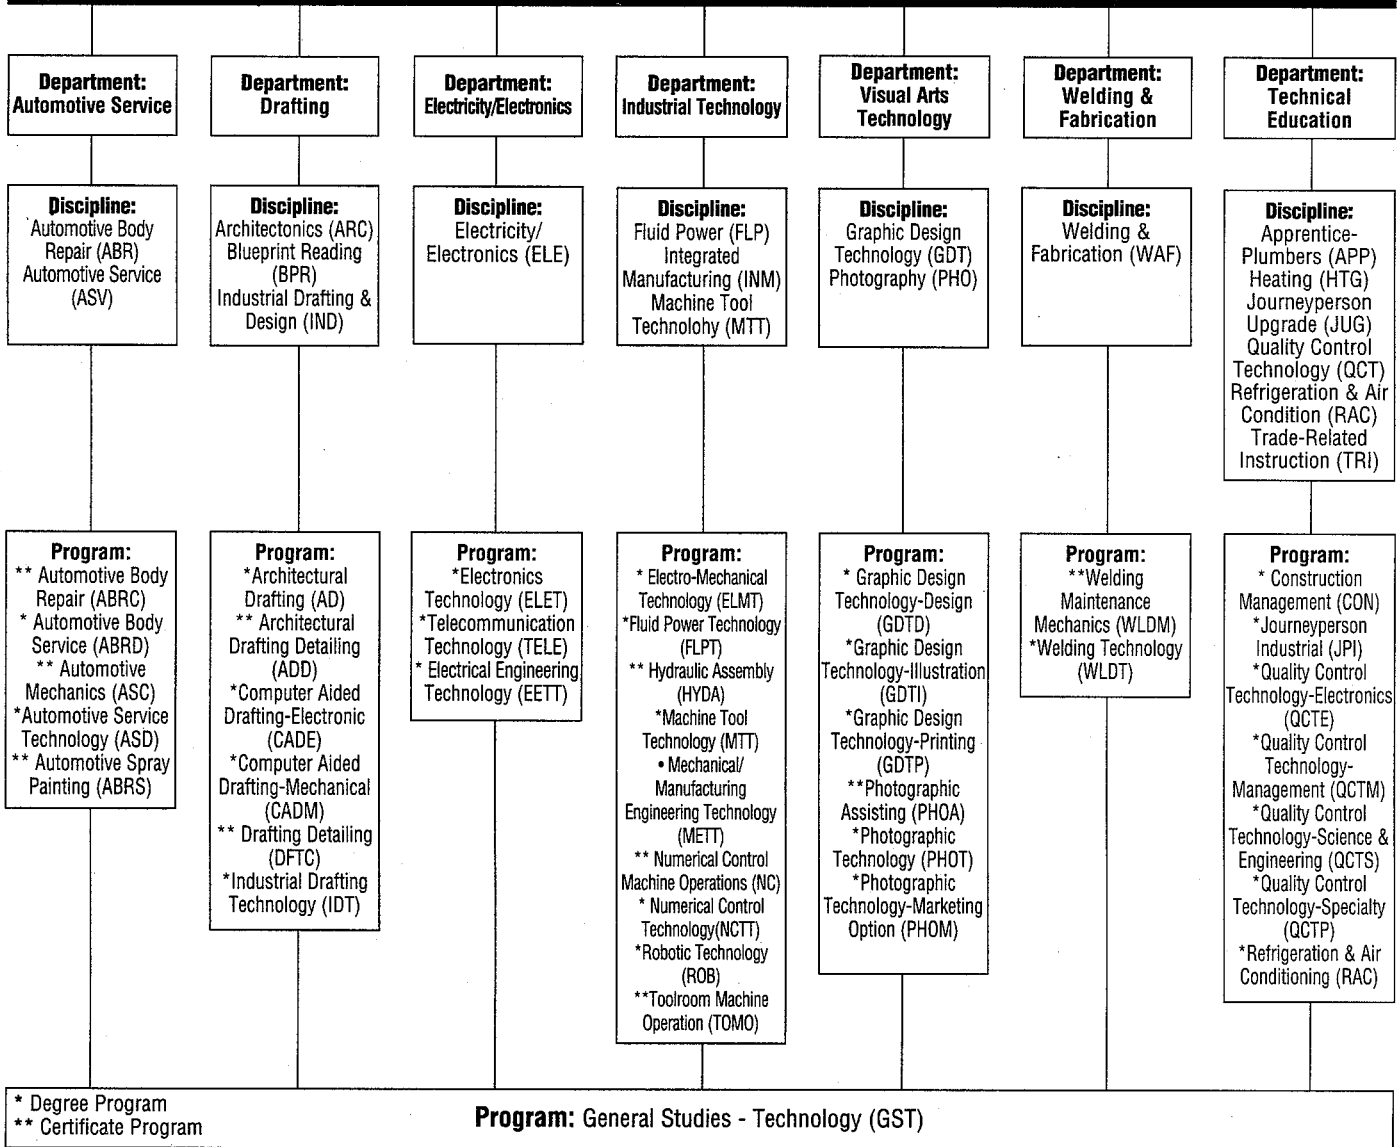 Department:
Automotive Service
Department:
Drafting
Department:
Electricity/Electronics
Department:
Industrial Technology
Department:
Visual Arts
Technology
Department:
Welding &
Fabrication
Department:
Technical
Education
Discipline:
Automotive Body
Repair (ABR)
Automotive Service
(ASV)
Discipline:
Architectonics (ARC)
Blueprint Reading
(BPR)
Industrial Drafting &
Design (IND)
Discipline:
Electricity/
Electronics (ELE)
Discipline:
Fluid Power (FLP)
Integrated
Manufacturing (INM)
Machine Tool
Technolohy (MTT)
Discipline:
Graphic Design
Technology (GDT)
Photography (PHO)
Discipline:
Welding &
Fabrication (WAF)
Discipline:
Apprentice-
Plumbers (APP)
Heating (HTG)
Journeyperson
Upgrade (JUG)
Quality Control
Technology (QCT)
Refrigeration & Air
Condition (RAC)
Trade-Related
Instruction (TRI)
Program:
** Automotive Body
Repair (ABRC)
* Automotive Body
Service (ABRD)
** Automotive
Mechanics (ASC)
*Automotive Service
Technology (ASD)
** Automotive Spray
Painting (ABRS)
Program:
*Architectural
Drafting (AD)
** Architectural
Drafting Detailing
(ADD)
*Computer Aided
Drafting-Electronic
(CADE)
*Computer Aided
Drafting-Mechanical
(CADM)
** Drafting Detailing
(DFTC)
*Industrial Drafting
Technology (IDT)
Program:
*Electronics
Technology (ELET)
*Telecommunication
Technology (TELE)
* Electrical Engineering
Technology (EETT)
Program:
* Electro-Mechanical
Technology (ELMT)
*Fluid Power Technology
(FLPT)
** Hydraulic Assembly
(HYDA)
*Machine Tool
Technology (MTT)
• Mechanical/
Manufacturing
Engineering Technology
(METT)
** Numerical Control
Machine Operations (NC)
* Numerical Control
Technology(NCTT)
*Robotic Technology
(ROB)
**Toolroom Machine
Operation (TOMO)
Program:
* Graphic Design
Technology-Design
(GDTD)
*Graphic Design
Technology-Illustration
(GDTI)
*Graphic Design
Technology-Printing
(GDTP)
**Photographic
Assisting (PHOA)
*Photographic
Technology (PHOT)
*Photographic
Technology-Marketing
Option (PHOM)
Program:
**Welding
Maintenance
Mechanics (WLDM)
*Welding Technology
(WLDT)
Program:
* Construction
Management (CON)
*Journeyperson
Industrial (JPI)
*Quality Control
Technology-Electronics
(QCTE)
*Quality Control
Technology-
Management (QCTM)
*Quality Control
Technology-Science &
Engineering (QCTS)
*Quality Control
Technology-Specialty
(QCTP)
*Refrigeration & Air
Conditioning (RAC)
* Degree Program
** Certificate Program
Program: General Studies - Technology (GST)